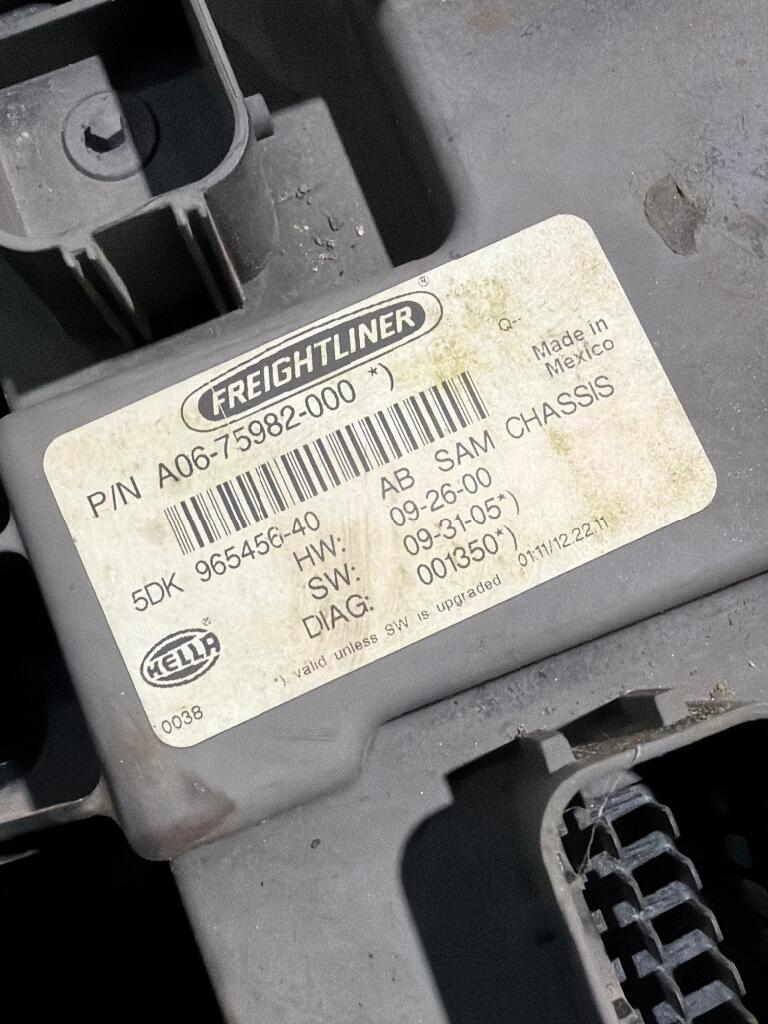 FREIGHTLINER ®
P/N A06-75982-000 *)
Q--
Made in
Mexico
AB SAM CHASSIS
5DK 965456-40
HW: 09-26-00
SW: 09-31-05*)
DIAG: 001350*)
*) valid unless SW is upgraded 01:11/12.22.11
HELLA ®
0038